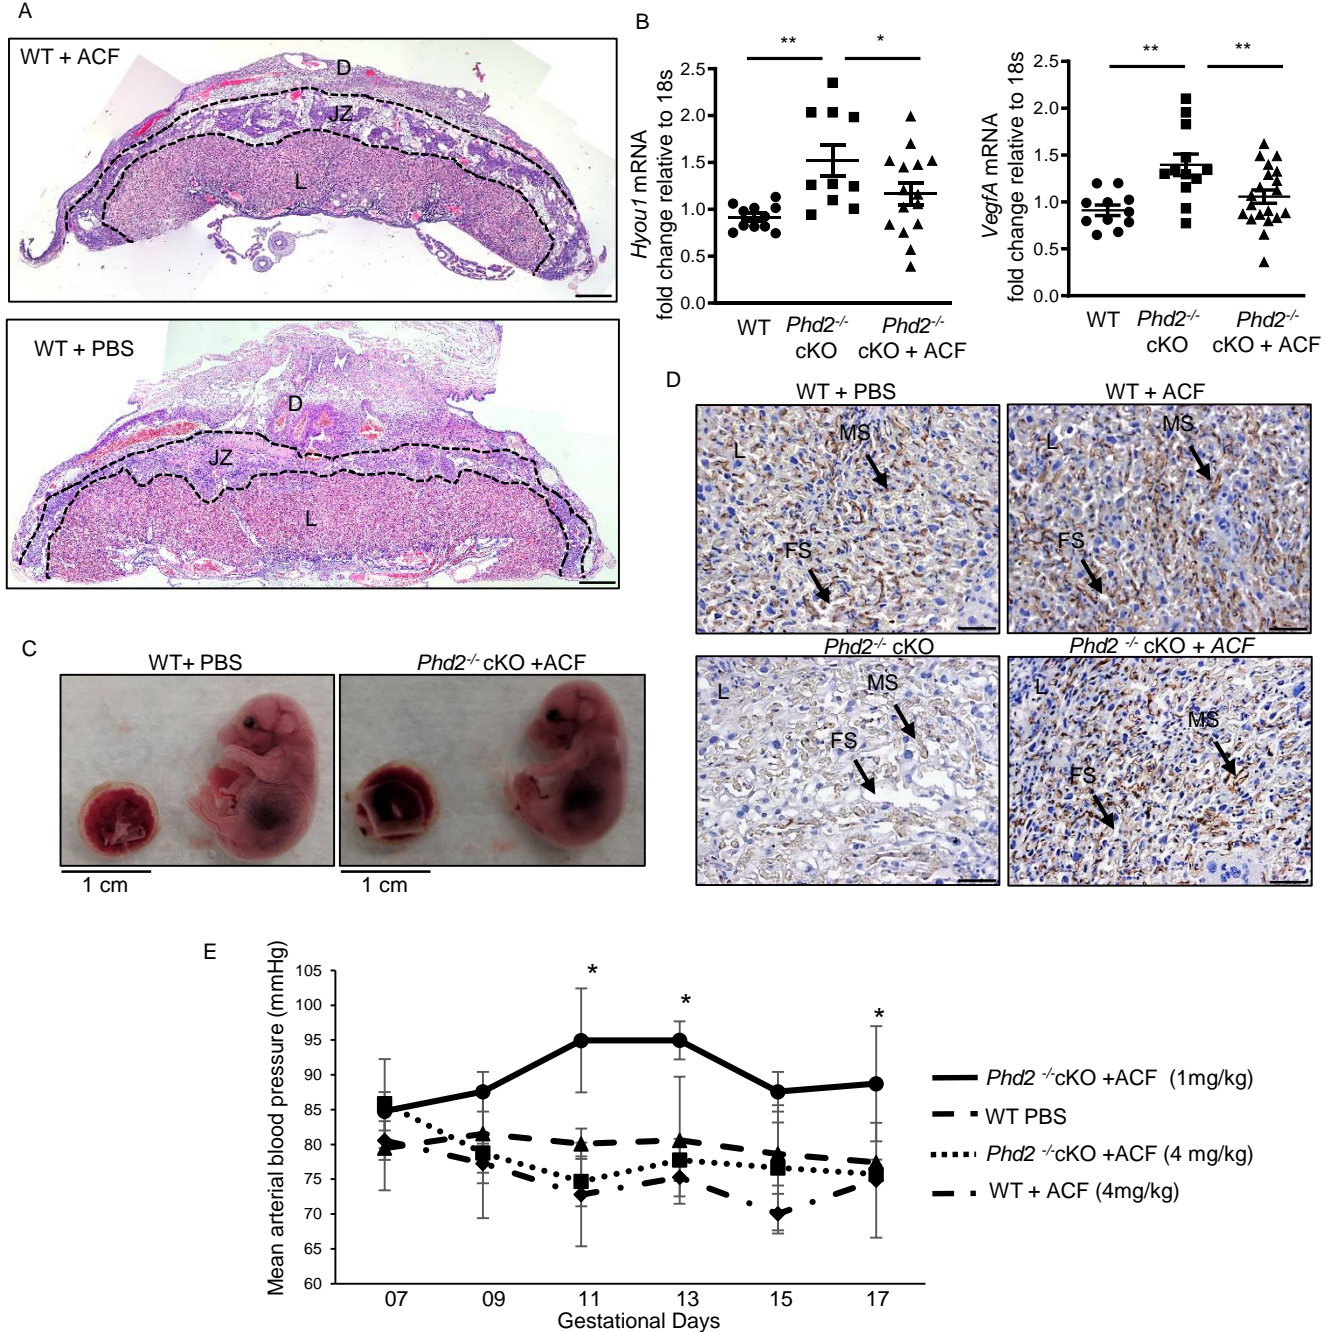 A
WT + ACF
D
JZ
L
WT + PBS
D
JZ
L
B
** *
Hyou1 mRNA
fold change relative to 18s
2.5
2.0
1.5
1.0
0.5
0.0
WT
Phd2-/-
cKO
Phd2-/-
cKO + ACF
** **
VegfA mRNA
fold change relative to 18s
2.5
2.0
1.5
1.0
0.5
0.0
WT
Phd2-/-
cKO
Phd2-/-
cKO + ACF
C
WT+ PBS
Phd2-/- cKO +ACF
1 cm
1 cm
D
WT + PBS
L
MS
FS
WT + ACF
L
MS
FS
Phd2-/- cKO
L
MS
FS
Phd2 -/- cKO + ACF
L
MS
FS
E
Mean arterial blood pressure (mmHg)
105
100
95
90
85
80
75
70
65
60
* * *
07 09 11 13 15 17
Gestational Days
Phd2 -/-cKO +ACF (1mg/kg)
WT PBS
Phd2 -/-cKO +ACF (4 mg/kg)
WT + ACF (4mg/kg)